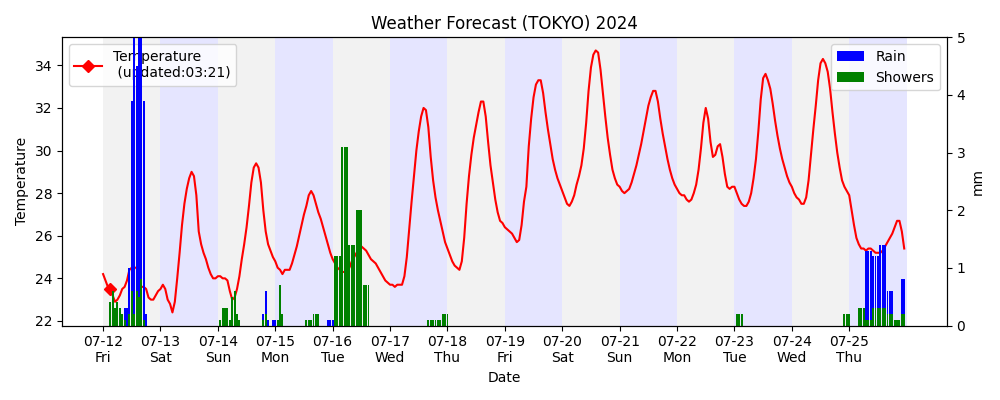 Weather Forecast (TOKYO) 2024
Temperature
(updated:03:21)
Rain
Showers
Temperature
34
32
30
28
26
24
22
5
4
3
2
1
0
mm
07-12 07-13 07-14 07-15 07-16 07-17 07-18 07-19 07-20 07-21 07-22 07-23 07-24 07-25
Fri Sat Sun Mon Tue Wed Thu Fri Sat Sun Mon Tue Wed Thu
Date